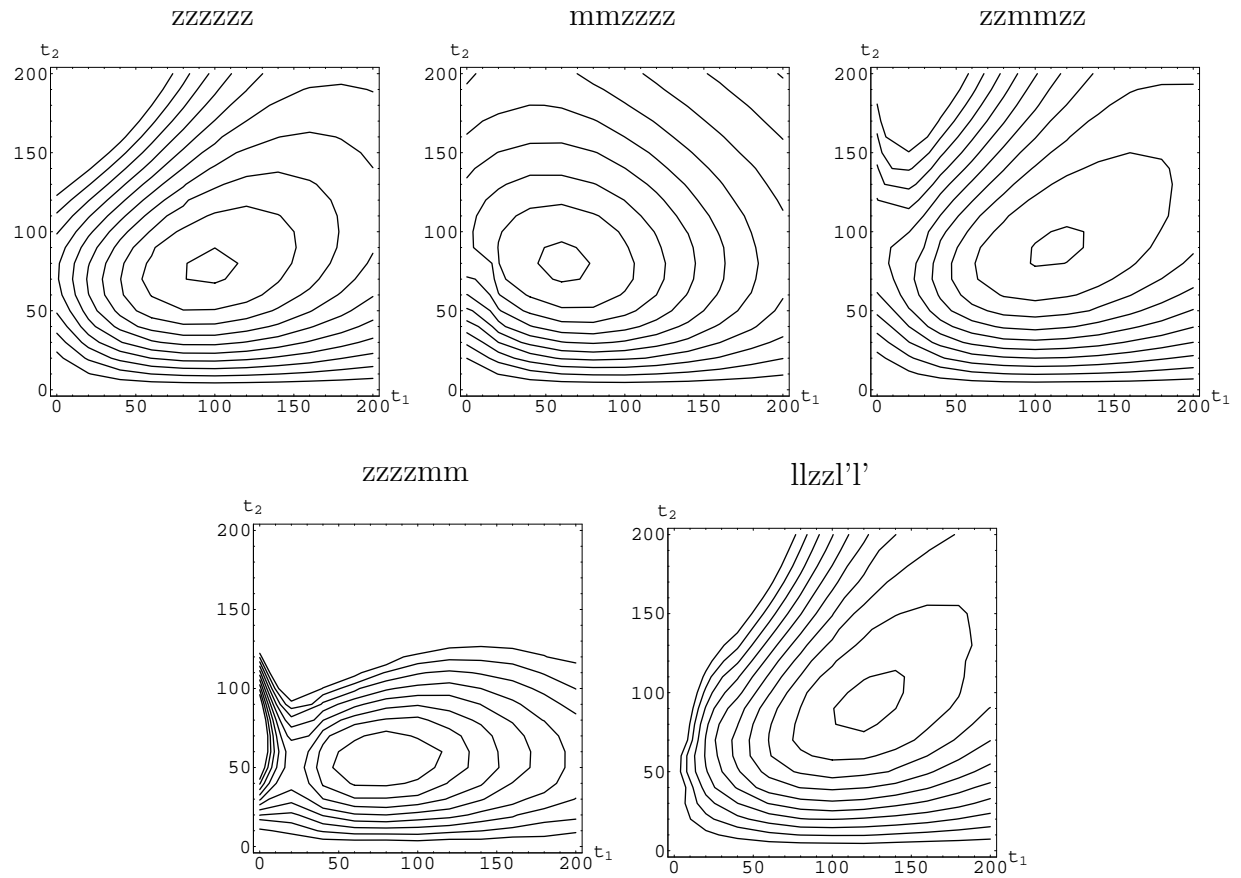 zzzzzz mmzzzz zzmmzz
t2 t2 t2
200 200 200
150 150 150
100 100 100
50 50 50
0 0 0
0 50 100 150 200 t1 0 50 100 150 200 t1 0 50 100 150 200 t1
zzzzmm llzzl'l'
t2 t2
200 200
150 150
100 100
50 50
0 0
0 50 100 150 200 t1 0 50 100 150 200 t1